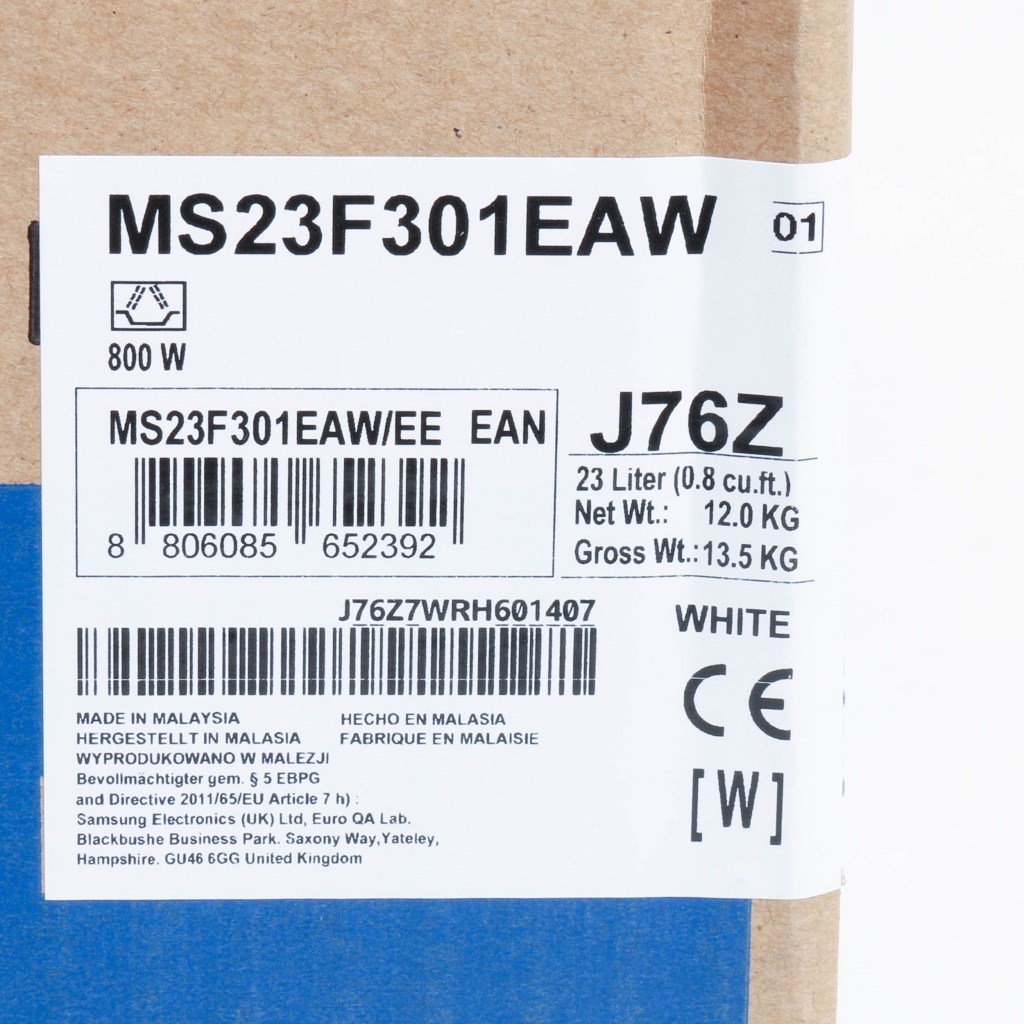 MS23F301EAW 01
800 W
MS23F301EAW/EE EAN
8 806085 652392
J76Z
23 Liter (0.8 cu.ft.)
Net Wt.: 12.0 KG
Gross Wt.: 13.5 KG
J76Z7WRH601407
WHITE
CE
[W]
MADE IN MALAYSIA HECHO EN MALASIA
HERGESTELLT IN MALASIA FABRIQUE EN MALAISIE
WYPRODUKOWANO W MALEZJI
Bevollmächtigter gem. § 5 EBPG
and Directive 2011/65/EU Article 7 h) :
Samsung Electronics (UK) Ltd, Euro QA Lab.
Blackbushe Business Park. Saxony Way,Yateley,
Hampshire. GU46 6GG United Kingdom